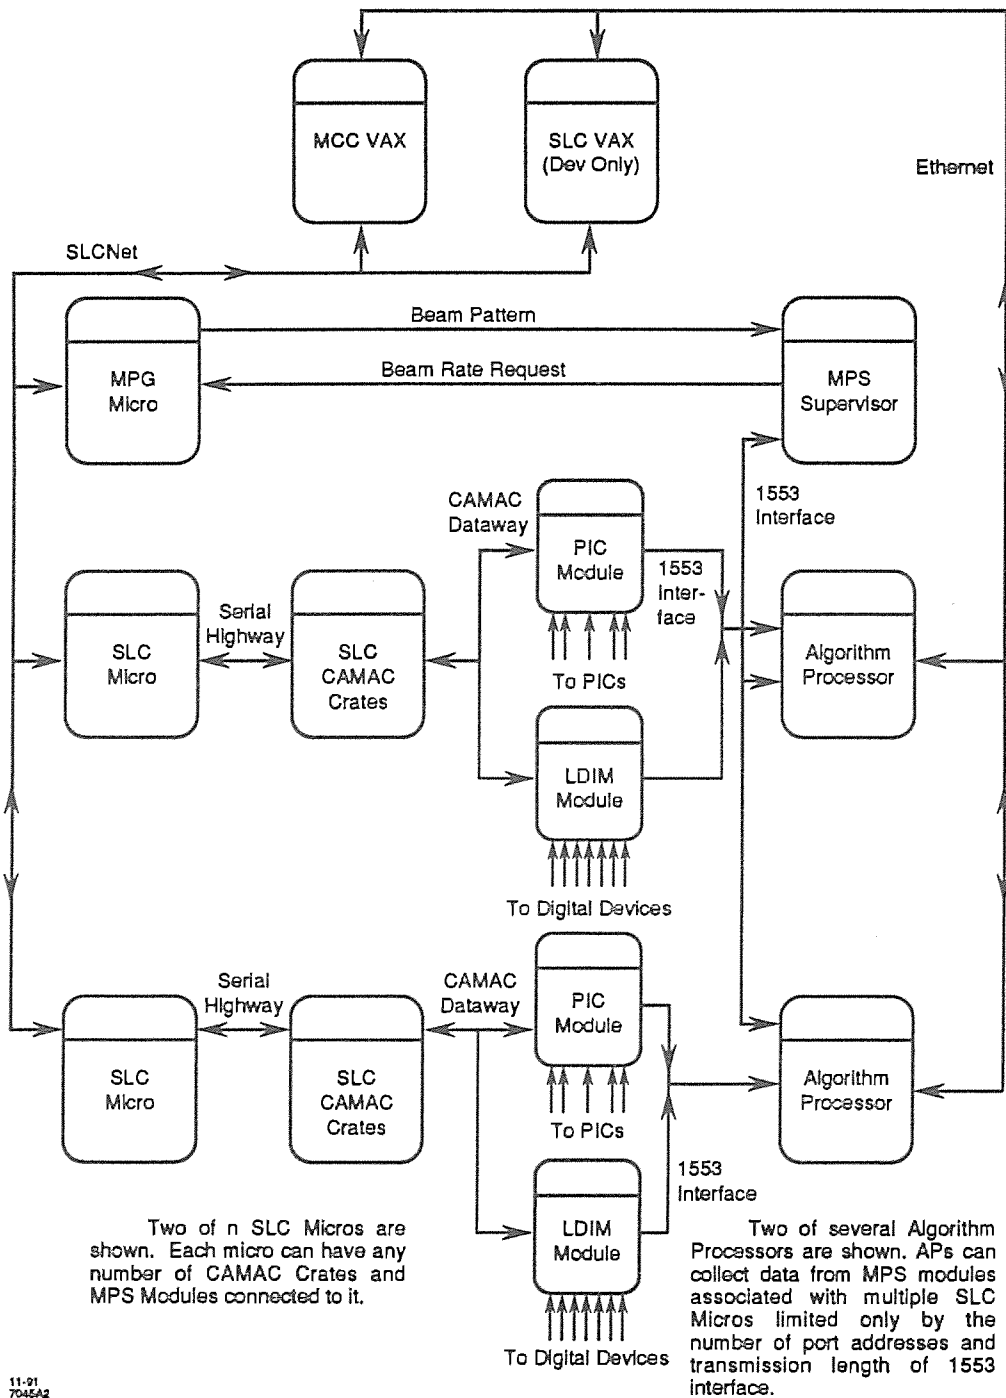 MCC VAX
SLC VAX
(Dev Only)
Ethernet
SLCNet
Beam Pattern
Beam Rate Request
MPG
Micro
MPS
Supervisor
CAMAC
Dataway
PIC
Module
1553
Inter-
face
1553
Interface
Serial
Highway
SLC
Micro
SLC
CAMAC
Crates
To PICs
Algorithm
Processor
LDIM
Module
To Digital Devices
Serial
Highway
CAMAC
Dataway
PIC
Module
SLC
Micro
SLC
CAMAC
Crates
To PICs
Algorithm
Processor
LDIM
Module
1553
Interface
To Digital Devices
Two of n SLC Micros are
shown. Each micro can have any
number of CAMAC Crates and
MPS Modules connected to it.
Two of several Algorithm
Processors are shown. APs can
collect data from MPS modules
associated with multiple SLC
Micros limited only by the
number of port addresses and
transmission length of 1553
interface.
11-91
7045A2